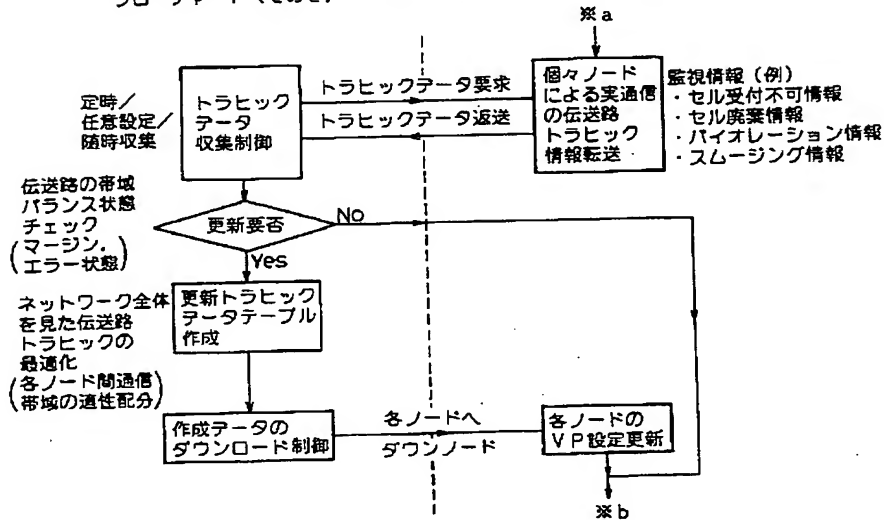 フローチャート
※a
定時／
任意設定／
随時収集
トラヒック
データ
収集制御
トラヒックデータ要求
トラヒックデータ返送
個々ノード
による実通信
の伝送路
トラヒック
情報転送
監視情報（例）
・セル受付不可情報
・セル廃棄情報
・バイオレーション情報
・スムージング情報
伝送路の帯域
バランス状態
チェック
(マージン．
エラー状態)
更新要否
No
Yes
ネットワーク全体
を見た伝送路
トラヒックの
最適化
(各ノード間通信
帯域の適性配分)
更新トラヒック
データテーブル
作成
作成データの
ダウンロード制御
各ノードへ
ダウンノード
各ノードの
ＶＰ設定更新
※b